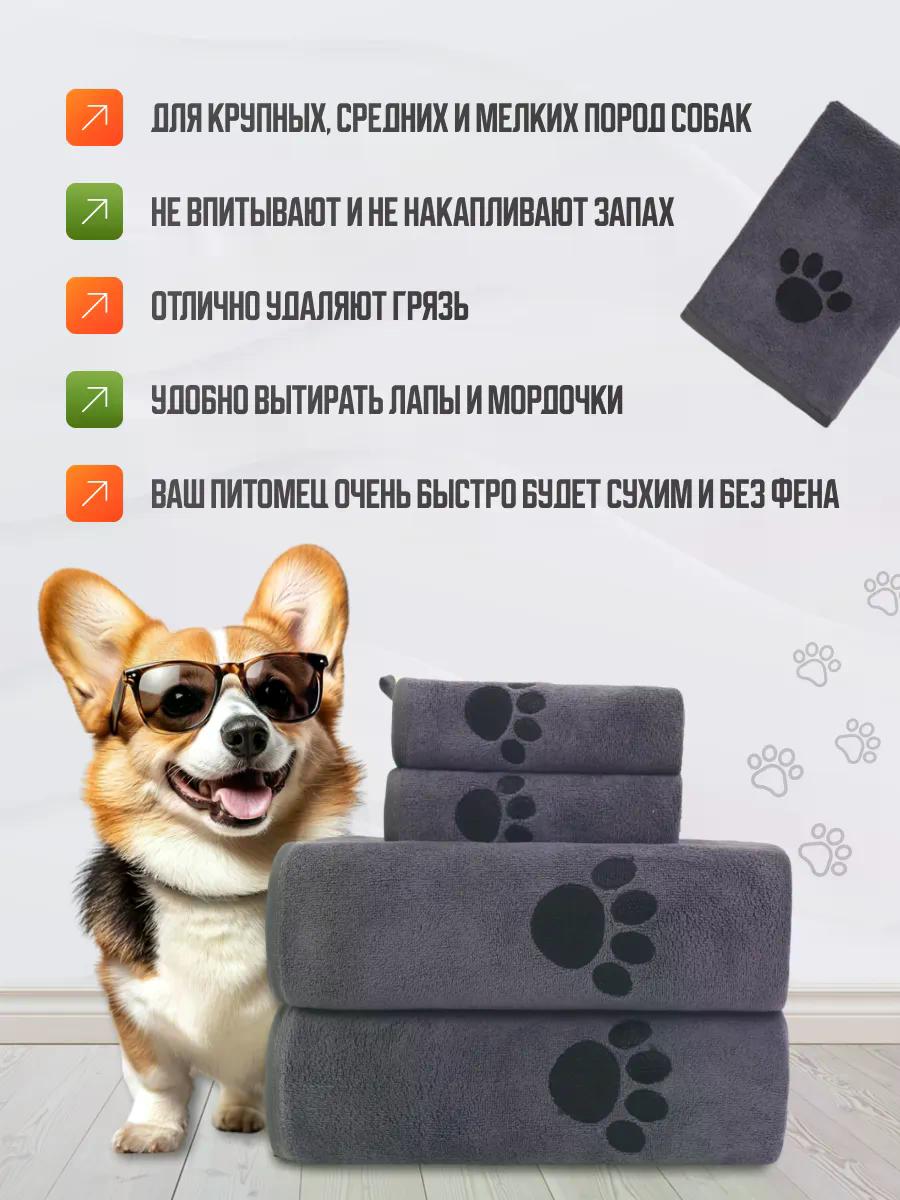 ДЛЯ КРУПНЫХ, СРЕДНИХ И МЕЛКИХ ПОРОД СОБАК
НЕ ВПИТЫВАЮТ И НЕ НАКАПЛИВАЮТ ЗАПАХ
ОТЛИЧНО УДАЛЯЮТ ГРЯЗЬ
УДОБНО ВЫТИРАТЬ ЛАПЫ И МОРДОЧКИ
ВАШ ПИТОМЕЦ ОЧЕНЬ БЫСТРО БУДЕТ СУХИМ И БЕЗ ФЕНА